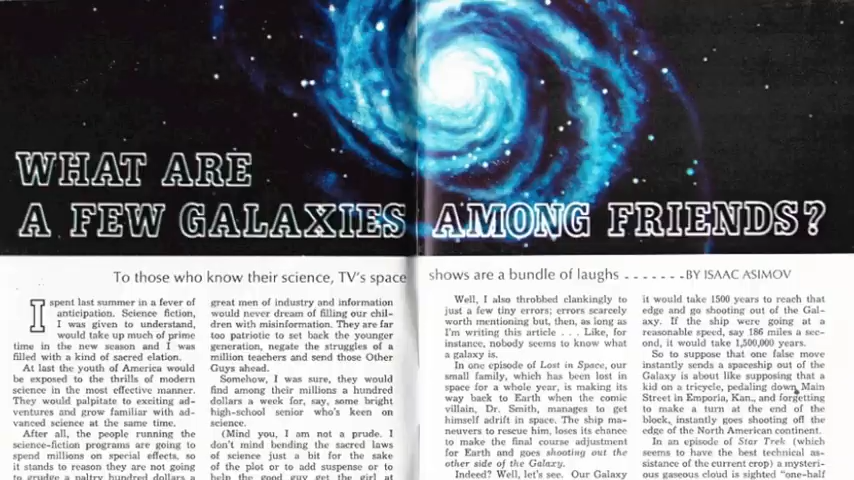 WHAT ARE
A FEW GALAXIES AMONG FRIENDS?
To those who know their science, TV's space shows are a bundle of laughs - - - - - - -BY ISAAC ASIMOV
I spent last summer in a fever of
anticipation. Science fiction,
I was given to understand,
would take up much of prime
time in the new season and I was
filled with a kind of sacred elation.
At last the youth of America would
be exposed to the thrills of modern
science in the most effective manner.
They would palpitate to exciting ad-
ventures and grow familiar with ad-
vanced science at the same time.
After all, the people running the
science-fiction programs are going to
spend millions on special effects, so
it stands to reason they are not going
to grudge a paltry hundred dollars a
great men of industry and information
would never dream of filling our chil-
dren with misinformation. They are far
too patriotic to set back the younger
generation, negate the struggles of a
million teachers and send those Other
Guys ahead.
Somehow, I was sure, they would
find among their millions a hundred
dollars a week for, say, some bright
high-school senior who's keen on
science.
(Mind you, I am not a prude. I
don't mind bending the sacred laws
of science just a bit for the sake
of the plot or to add suspense or to
help the good guy get the girl at
Well, I also throbbed clankingly to
just a few tiny errors; errors scarcely
worth mentioning but, then, as long as
I'm writing this article . . . Like, for
instance, nobody seems to know what
a galaxy is.
In one episode of Lost in Space, our
small family, which has been lost in
space for a whole year, is making its
way back to Earth when the comic
villain, Dr. Smith, manages to get
himself adrift in space. The ship ma-
neuvers to rescue him, loses its chance
to make the final course adjustment
for Earth and goes shooting out the
other side of the Galaxy.
Indeed? Well, let's see. Our Galaxy
it would take 1500 years to reach that
edge and go shooting out of the Gal-
axy. If the ship were going at a
reasonable speed, say 186 miles a sec-
ond, it would take 1,500,000 years.
So to suppose that one false move
instantly sends a spaceship out of the
Galaxy is about like supposing that a
kid on a tricycle, pedaling down Main
Street in Emporia, Kan., and forgetting
to make a turn at the end of the
block, instantly goes shooting off the
edge of the North American continent.
In an episode of Star Trek (which
seems to have the best technical as-
sistance of the current crop) a mysteri-
ous gaseous cloud is sighted "one-half